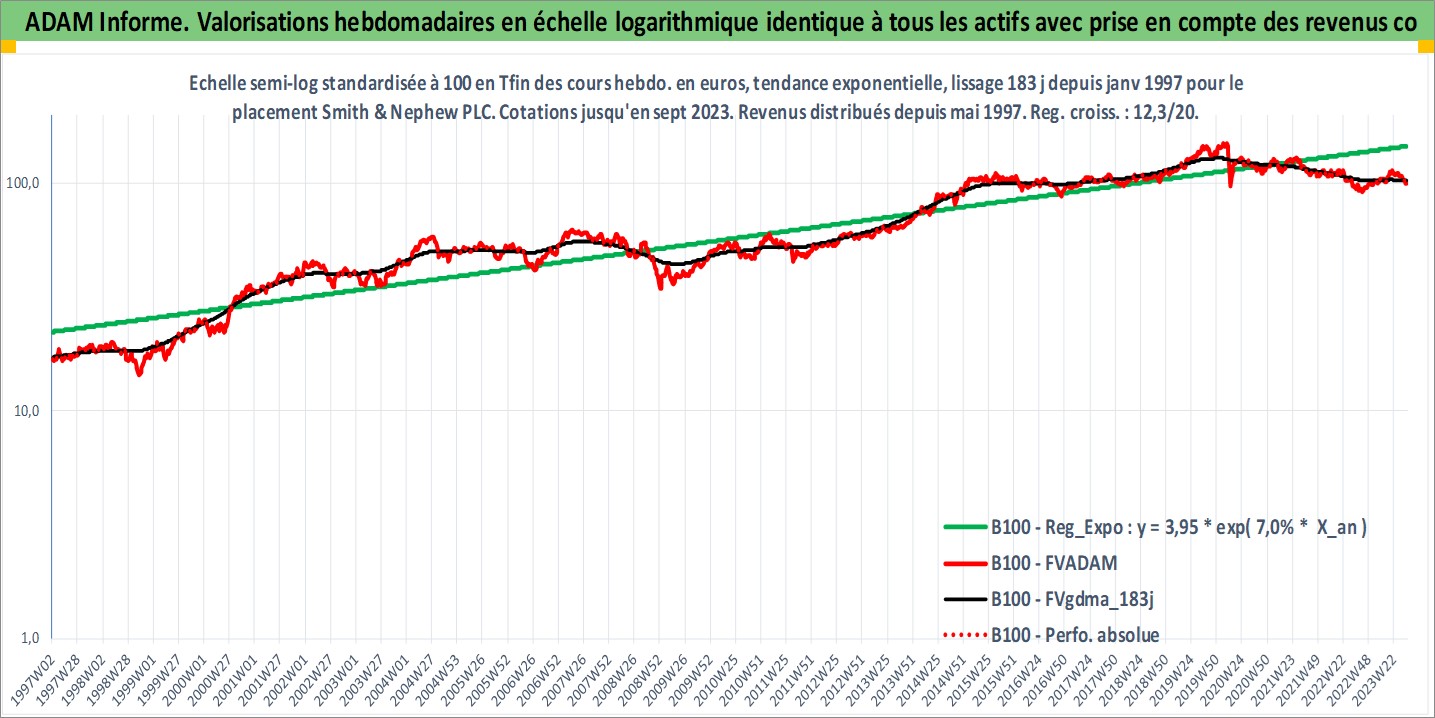 ADAM Informe. Valorisations hebdomadaires en échelle logarithmique identique à tous les actifs avec prise en compte des revenus co
Echelle semi-log standardisée à 100 en Tfin des cours hebdo. en euros, tendance exponentielle, lissage 183 j depuis janv 1997 pour le
placement Smith & Nephew PLC. Cotations jusqu'en sept 2023. Revenus distribués depuis mai 1997. Reg. croiss. : 12,3/20.
100,0
10,0
1,0
B100 - Reg_Expo : y = 3,95 * exp( 7,0% * X_an )
B100 - FVADAM
B100 - FVgdma_183j
B100 - Perfo. absolue
1997W02
1997W28
1998W02
1998W28
1999W01
1999W27
2000W01
2000W27
2001W01
2001W27
2002W01
2002W27
2003W01
2003W27
2004W01
2004W27
2004W53
2005W26
2005W52
2006W26
2006W52
2007W26
2007W52
2008W26
2008W52
2009W26
2009W52
2010W25
2010W51
2011W25
2011W51
2012W25
2012W51
2013W25
2013W51
2014W25
2014W51
2015W25
2015W51
2016W24
2016W50
2017W24
2017W50
2018W24
2018W50
2019W24
2019W50
2020W24
2020W50
2021W23
2021W49
2022W22
2022W48
2023W22